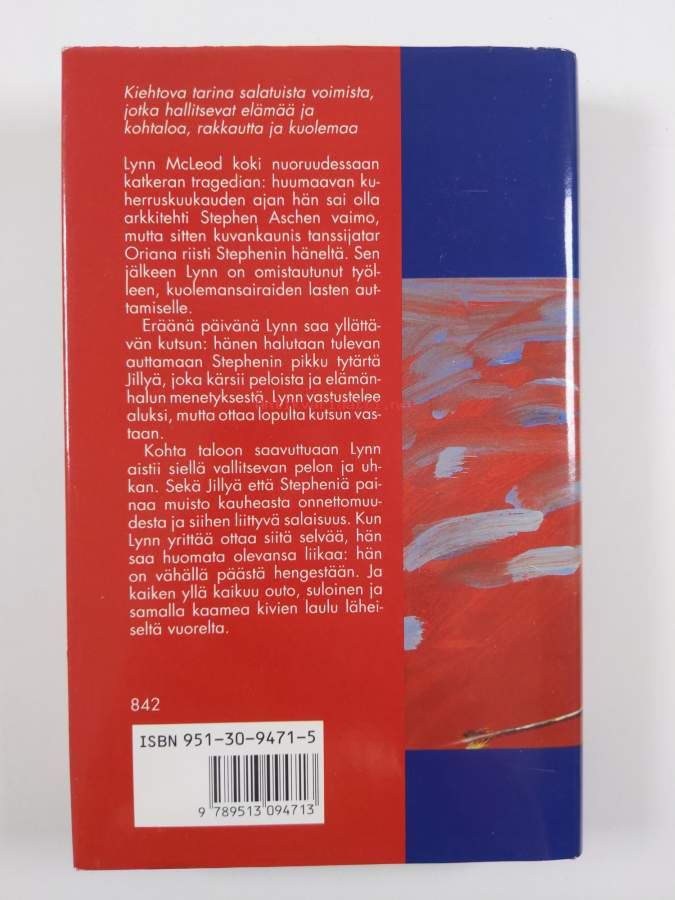 Kiehtova tarina salatuista voimista,
jotka hallitsevat elämää ja
kohtaloa, rakkautta ja kuolemaa
Lynn McLeod koki nuoruudessaan
katkeran tragedian: huumaavan ku-
herruskuukauden ajan hän sai olla
arkkitehti Stephen Aschen vaimo,
mutta sitten kuvankaunis tanssijatar
Oriana riisti Stephenin häneltä. Sen
jälkeen Lynn on omistautunut työl-
leen, kuolemansairaiden lasten aut-
tamiselle.
Eräänä päivänä Lynn saa yllättä-
vän kutsun: hänen halutaan tulevan
auttamaan Stephenin pikku tytärtä
Jillyä, joka kärsii peloista ja elämän-
halun menetyksestä. Lynn vastustelee
aluksi, mutta ottaa lopulta kutsun vas-
taan.
Kohta taloon saavuttuaan Lynn
aistii siellä vallitsevan pelon ja uh-
kan. Sekä Jillyä että Stepheniä pai-
naa muisto kauheasta onnettomuu-
desta ja siihen liittyvä salaisuus. Kun
Lynn yrittää ottaa siitä selvää, hän
saa huomata olevansa liikaa: hän
on vähällä päästä hengestään. Ja
kaiken yllä kaikuu outo, suloinen ja
samalla kaamea kivien laulu lähei-
seltä vuorelta.
842
ISBN 951-30-9471-5
9 789513 094713